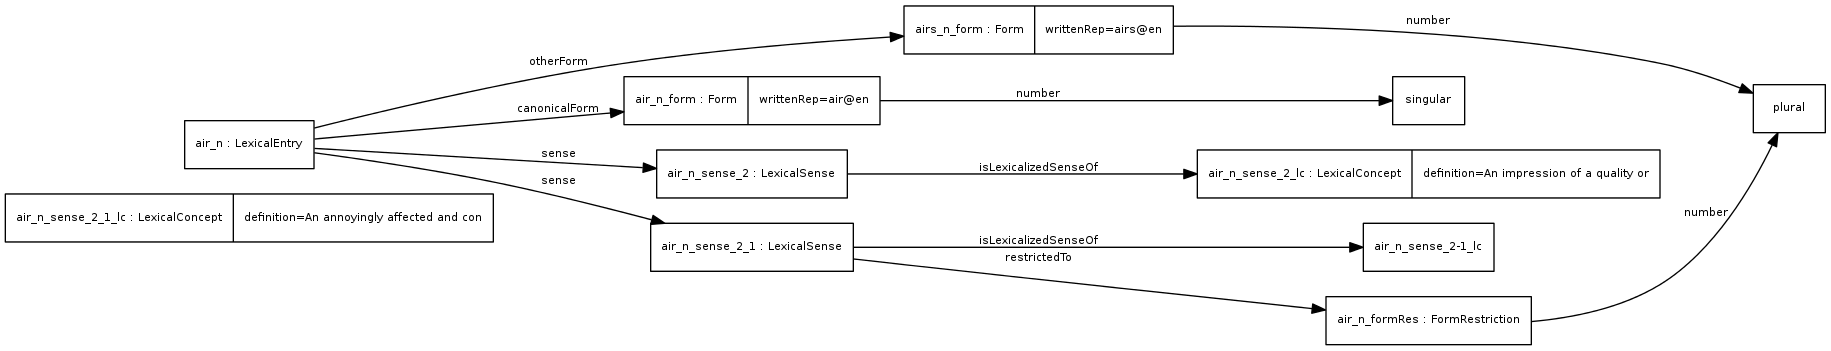 airs_n_form : Form
writtenRep=airs@en
number
otherForm
air_n_form : Form
writtenRep=air@en
number
singular
plural
canonicalForm
air_n : LexicalEntry
sense
air_n_sense_2 : LexicalSense
isLexicalizedSenseOf
air_n_sense_2_lc : LexicalConcept
definition=An impression of a quality or
sense
air_n_sense_2_1_lc : LexicalConcept
definition=An annoyingly affected and con
number
air_n_sense_2_1 : LexicalSense
isLexicalizedSenseOf
air_n_sense_2-1_lc
restrictedTo
air_n_formRes : FormRestriction